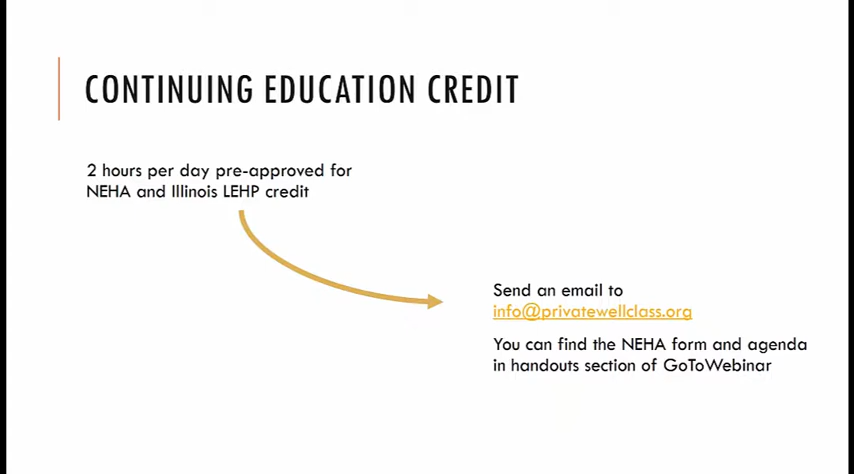 CONTINUING EDUCATION CREDIT
2 hours per day pre-approved for
NEHA and Illinois LEHP credit
Send an email to
info@privatewellclass.org
You can find the NEHA form and agenda
in handouts section of GoToWebinar